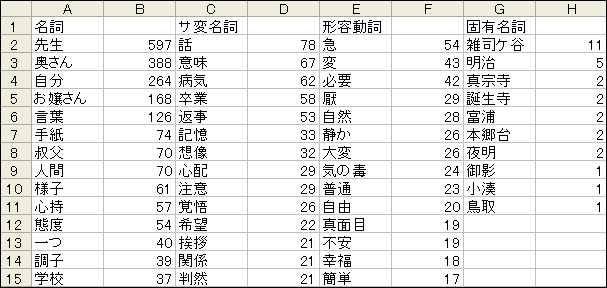 A B C D E F G H
1 名詞 サ変名詞 形容動詞 固有名詞
2 先生 597 話 78 急 54 雑司ケ谷 11
3 奥さん 388 意味 67 変 43 明治 5
4 自分 264 病気 62 必要 42 真宗寺 2
5 お嬢さん 168 卒業 58 厭 29 誕生寺 2
6 言葉 126 返事 53 自然 28 富浦 2
7 手紙 74 記憶 33 静か 26 本郷台 2
8 叔父 70 想像 32 大変 26 夜明 2
9 人間 70 心配 29 気の毒 24 御影 1
10 様子 61 注意 29 普通 23 小湊 1
11 心持 57 覚悟 26 自由 20 鳥取 1
12 態度 54 希望 22 真面目 19
13 一つ 40 挨拶 21 不安 19
14 調子 39 関係 21 幸福 18
15 学校 37 判然 21 簡単 17